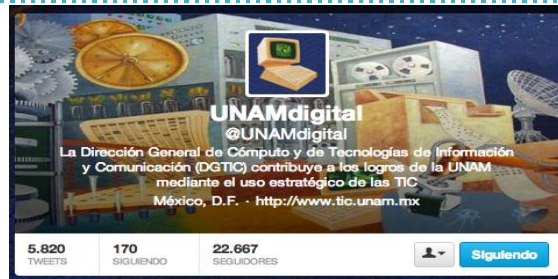 UNAMdigital
@UNAMdigital
La Dirección General de Cómputo y de Tecnologías de Información
y Comunicación (DGTIC) contribuye a los logros de la UNAM
mediante el uso estratégico de las TIC
México, D.F. · http://www.tic.unam.mx
5.820 170 22.667
TWEETS SIGUIENDO SEGUIDORES
Siguiendo